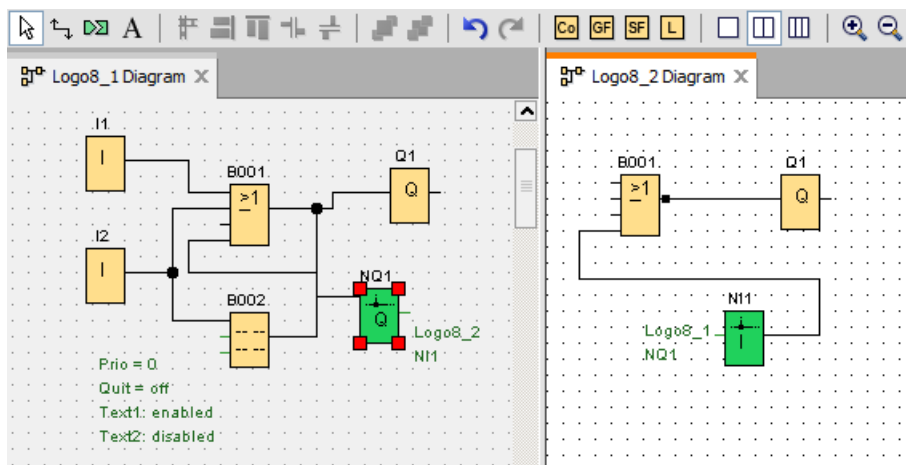 A Co GF SF L
Logo8_1 Diagram
Logo8_2 Diagram
I1
I
B001
≥1
Q1
Q
I2
I
NQ1
Q
Logo8_2
NI1
B002
Prio = 0
Quit = off
Text1: enabled
Text2: disabled
B001
≥1
Q1
Q
NI1
I
Logo8_1
NQ1